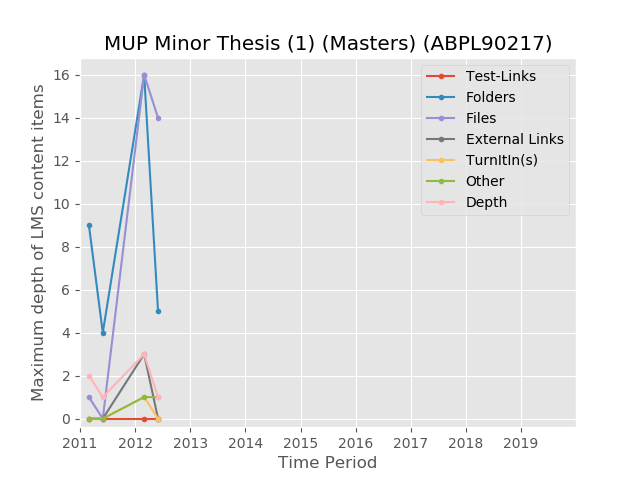 MUP Minor Thesis (1) (Masters) (ABPL90217)
Maximum depth of LMS content items
16
14
12
10
8
6
4
2
0
Test-Links
Folders
Files
External Links
TurnItIn(s)
Other
Depth
2011 2012 2013 2014 2015 2016 2017 2018 2019
Time Period